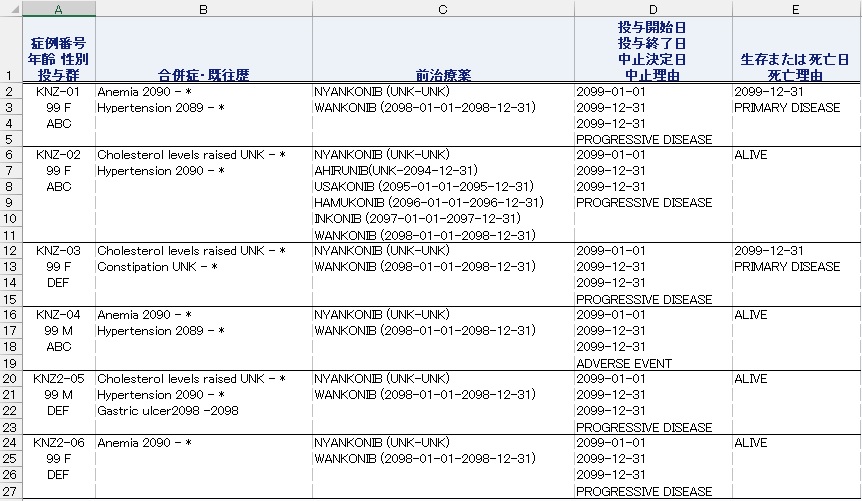 A B C D E
1 症例番号 年齢 性別 投与群 合併症・既往歴 前治療薬 投与開始日 投与終了日 中止決定日 中止理由 生存または死亡日 死亡理由
2 KNZ-01 Anemia 2090 - * NYANKONIB (UNK-UNK) 2099-01-01 2099-12-31
3 99 F Hypertension 2089 - * WANKONIB (2098-01-01-2098-12-31) 2099-12-31 PRIMARY DISEASE
4 ABC 2099-12-31
5 PROGRESSIVE DISEASE
6 KNZ-02 Cholesterol levels raised UNK - * NYANKONIB (UNK-UNK) 2099-01-01 ALIVE
7 99 F Hypertension 2090 - * AHIRUNIB(UNK-2094-12-31) 2099-12-31
8 ABC USAKONIB (2095-01-01-2095-12-31) 2099-12-31
9 HAMUKONIB (2096-01-01-2096-12-31) PROGRESSIVE DISEASE
10 INKONIB (2097-01-01-2097-12-31)
11 WANKONIB (2098-01-01-2098-12-31)
12 KNZ-03 Cholesterol levels raised UNK - * NYANKONIB (UNK-UNK) 2099-01-01 2099-12-31
13 99 F Constipation UNK - * WANKONIB (2098-01-01-2098-12-31) 2099-12-31 PRIMARY DISEASE
14 DEF 2099-12-31
15 PROGRESSIVE DISEASE
16 KNZ-04 Anemia 2090 - * NYANKONIB (UNK-UNK) 2099-01-01 ALIVE
17 99 M Hypertension 2089 - * WANKONIB (2098-01-01-2098-12-31) 2099-12-31
18 ABC 2099-12-31
19 ADVERSE EVENT
20 KNZ2-05 Cholesterol levels raised UNK - * NYANKONIB (UNK-UNK) 2099-01-01 ALIVE
21 99 M Hypertension 2090 - * WANKONIB (2098-01-01-2098-12-31) 2099-12-31
22 DEF Gastric ulcer2098 -2098 2099-12-31
23 PROGRESSIVE DISEASE
24 KNZ2-06 Anemia 2090 - * NYANKONIB (UNK-UNK) 2099-01-01 ALIVE
25 99 F WANKONIB (2098-01-01-2098-12-31) 2099-12-31
26 DEF 2099-12-31
27 PROGRESSIVE DISEASE